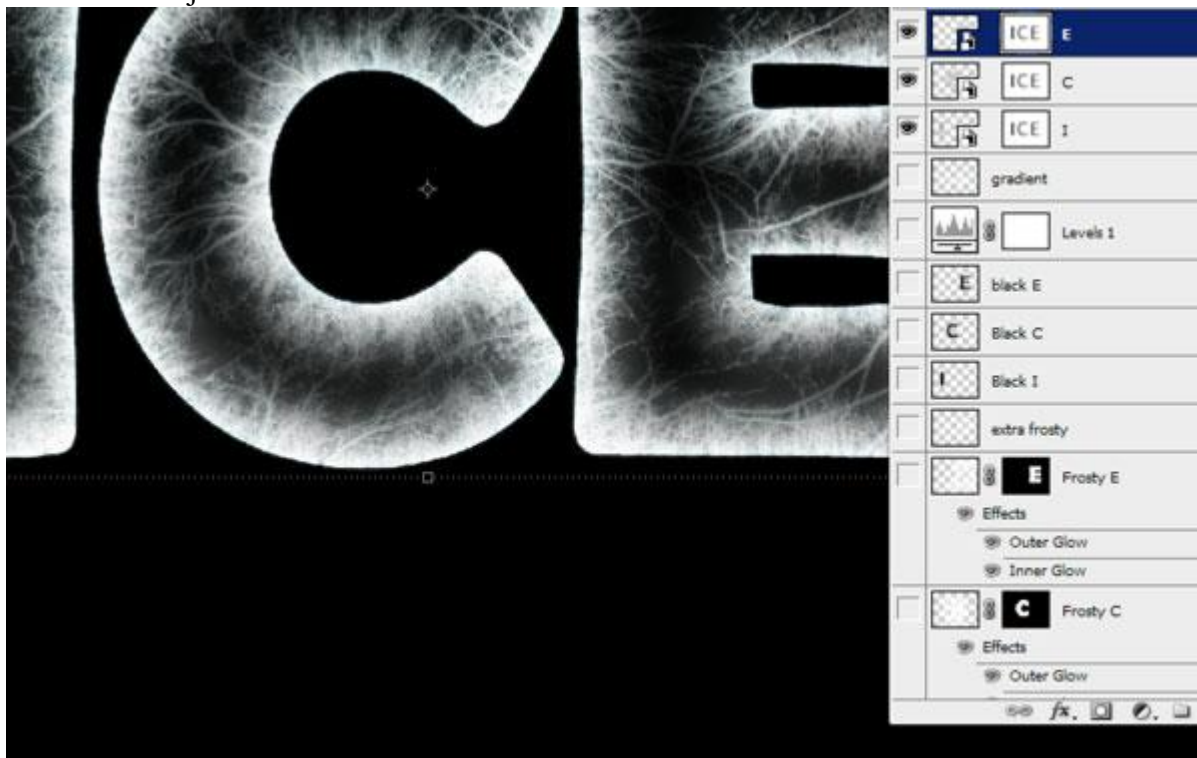 ICE
ICE E
ICE C
ICE I
gradient
Levels 1
E black E
C Black C
I Black I
extra frosty
E Frosty E
Effects
Outer Glow
Inner Glow
C Frosty C
Effects
Outer Glow
fx.